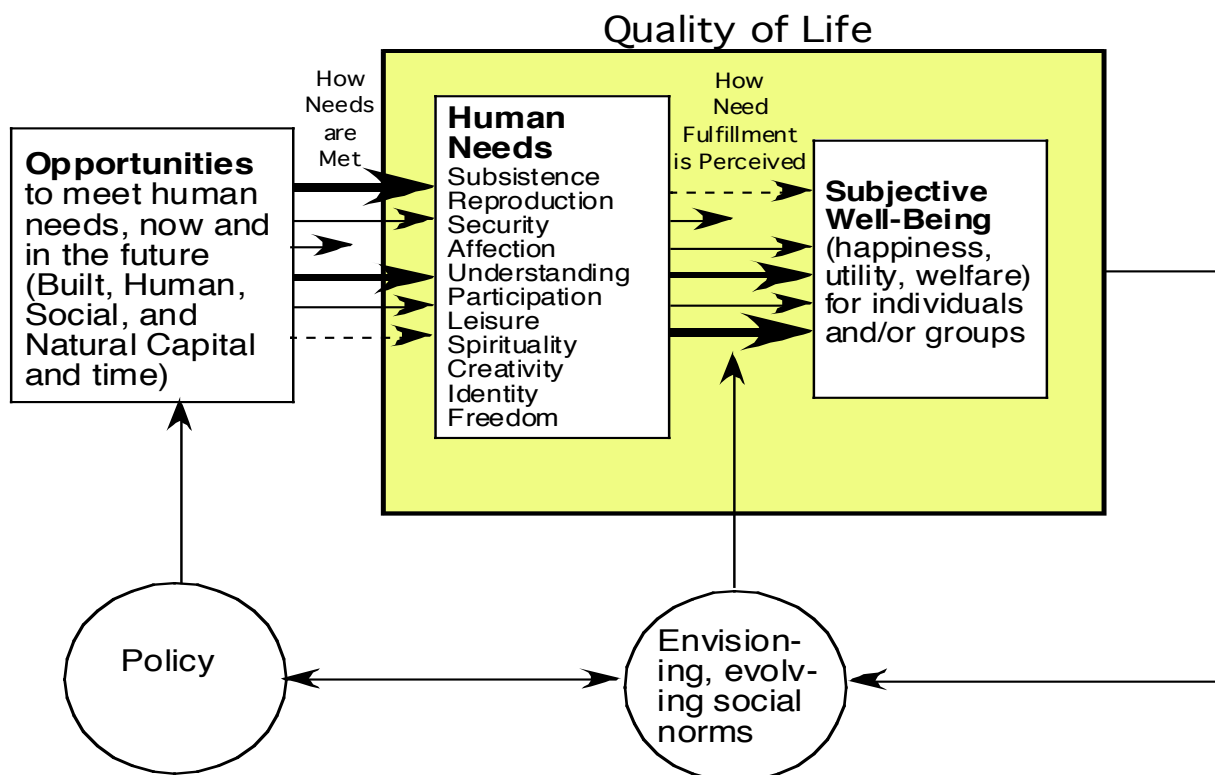 Quality of Life
How
Needs
are
Met
Opportunities
to meet human
needs, now and
in the future
(Built, Human,
Social, and
Natural Capital
and time)
Human
Needs
Subsistence
Reproduction
Security
Affection
Understanding
Participation
Leisure
Spirituality
Creativity
Identity
Freedom
How
Need
Fulfillment
is Perceived
Subjective
Well-Being
(happiness,
utility, welfare)
for individuals
and/or groups
Policy
Envision-
ing, evolv-
ing social
norms